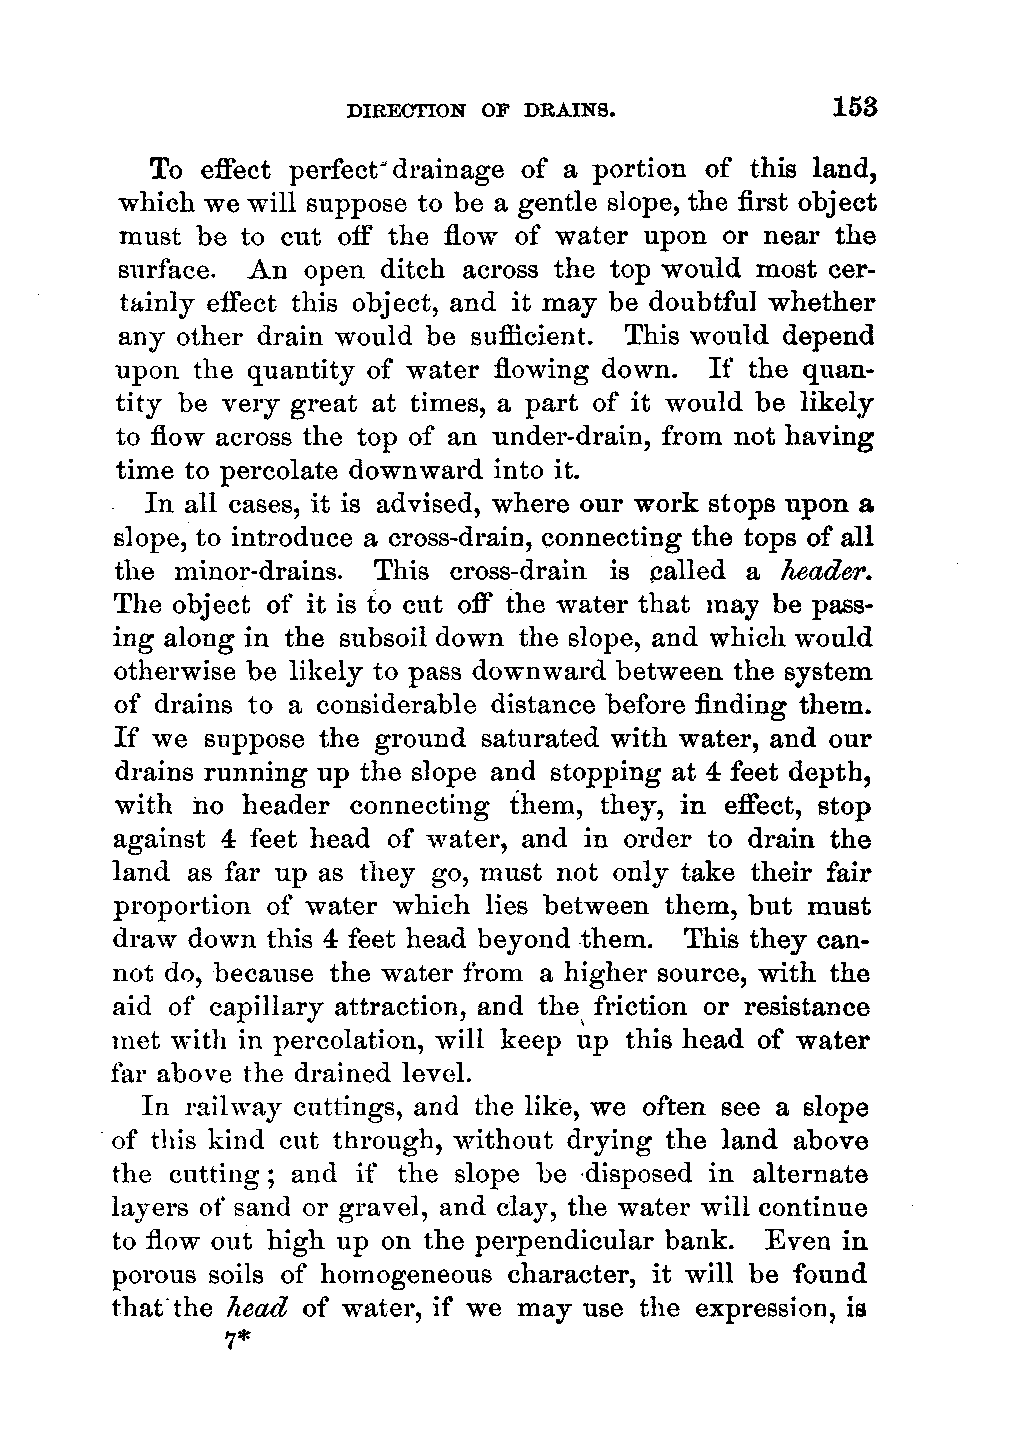 DIRECTION OF DRAINS. 153
To effect perfect drainage of a portion of this land,
which we will suppose to be a gentle slope, the first object
must be to cut off the flow of water upon or near the
surface. An open ditch across the top would most cer-
tainly effect this object, and it may be doubtful whether
any other drain would be sufficient. This would depend
upon the quantity of water flowing down. If the quan-
tity be very great at times, a part of it would be likely
to flow across the top of an under-drain, from not having
time to percolate downward into it.
In all cases, it is advised, where our work stops upon a
slope, to introduce a cross-drain, connecting the tops of all
the minor-drains. This cross-drain is called a header.
The object of it is to cut off the water that may be pass-
ing along in the subsoil down the slope, and which would
otherwise be likely to pass downward between the system
of drains to a considerable distance before finding them.
If we suppose the ground saturated with water, and our
drains running up the slope and stopping at 4 feet depth,
with no header connecting them, they, in effect, stop
against 4 feet head of water, and in order to drain the
land as far up as they go, must not only take their fair
proportion of water which lies between them, but must
draw down this 4 feet head beyond them. This they can-
not do, because the water from a higher source, with the
aid of capillary attraction, and the friction or resistance
met with in percolation, will keep up this head of water
far above the drained level.
In railway cuttings, and the like, we often see a slope
of this kind cut through, without drying the land above
the cutting; and if the slope be disposed in alternate
layers of sand or gravel, and clay, the water will continue
to flow out high up on the perpendicular bank. Even in
porous soils of homogeneous character, it will be found
that the head of water, if we may use the expression, is
7*